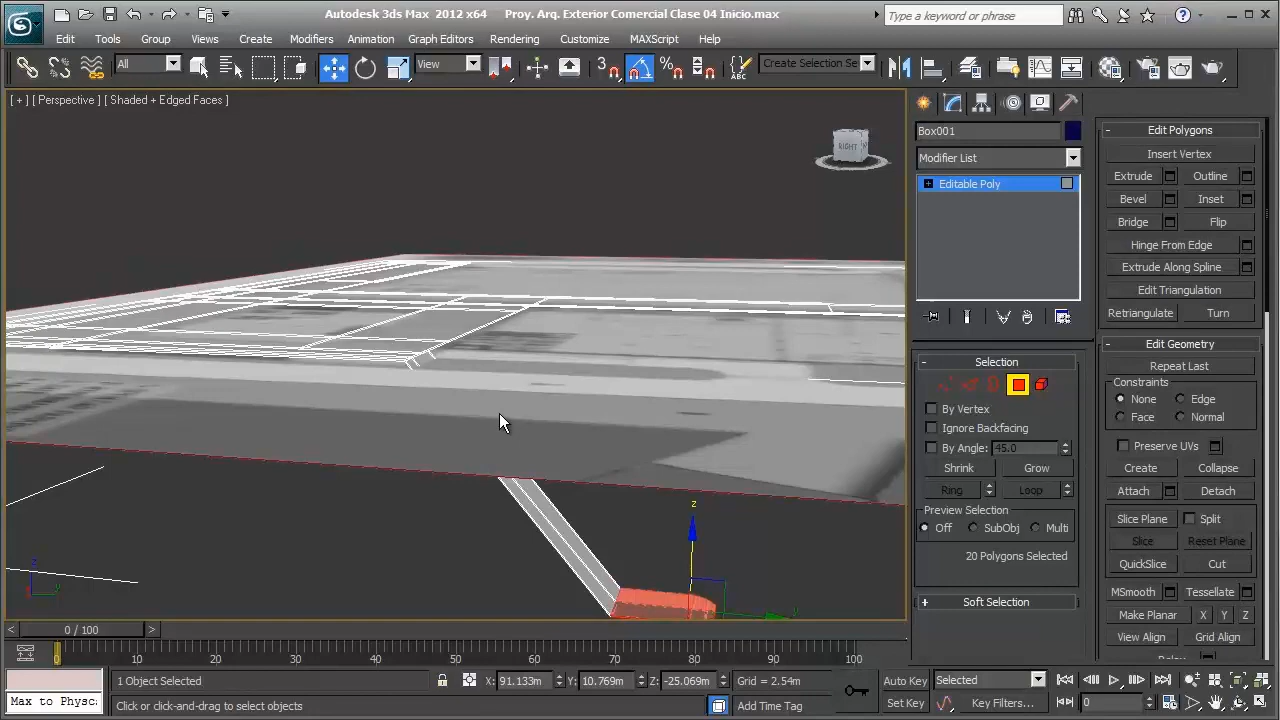 Autodesk 3ds Max 2012 x64 Proy. Arq. Exterior Comercial Clase 04 Inicio.max
Type a keyword or phrase
Edit Tools Group Views Create Modifiers Animation Graph Editors Rendering Customize MAXScript Help
All View 3 Create Selection Se
[ + ] [ Perspective ] [ Shaded + Edged Faces ]
RIGHT
Box001
Modifier List
Editable Poly
Selection
By Vertex
Ignore Backfacing
By Angle: 45.0
Shrink Grow
Ring Loop
Preview Selection
Off SubObj Multi
20 Polygons Selected
Soft Selection
Edit Polygons
Insert Vertex
Extrude Outline
Bevel Inset
Bridge Flip
Hinge From Edge
Extrude Along Spline
Edit Triangulation
Retriangulate Turn
Edit Geometry
Repeat Last
Constraints
None Edge
Face Normal
Preserve UVs
Create Collapse
Attach Detach
Slice Plane Split
Slice Reset Plane
QuickSlice Cut
MSmooth Tessellate
Make Planar X Y Z
View Align Grid Align
Relax
z
y
z
y
0 / 100
0 10 20 30 40 50 60 70 80 90 100
1 Object Selected X: 91.133m Y: 10.769m Z: -25.069m Grid = 2.54m Auto Key Selected
Max to Physc: Click or click-and-drag to select objects Add Time Tag Set Key Key Filters... 0